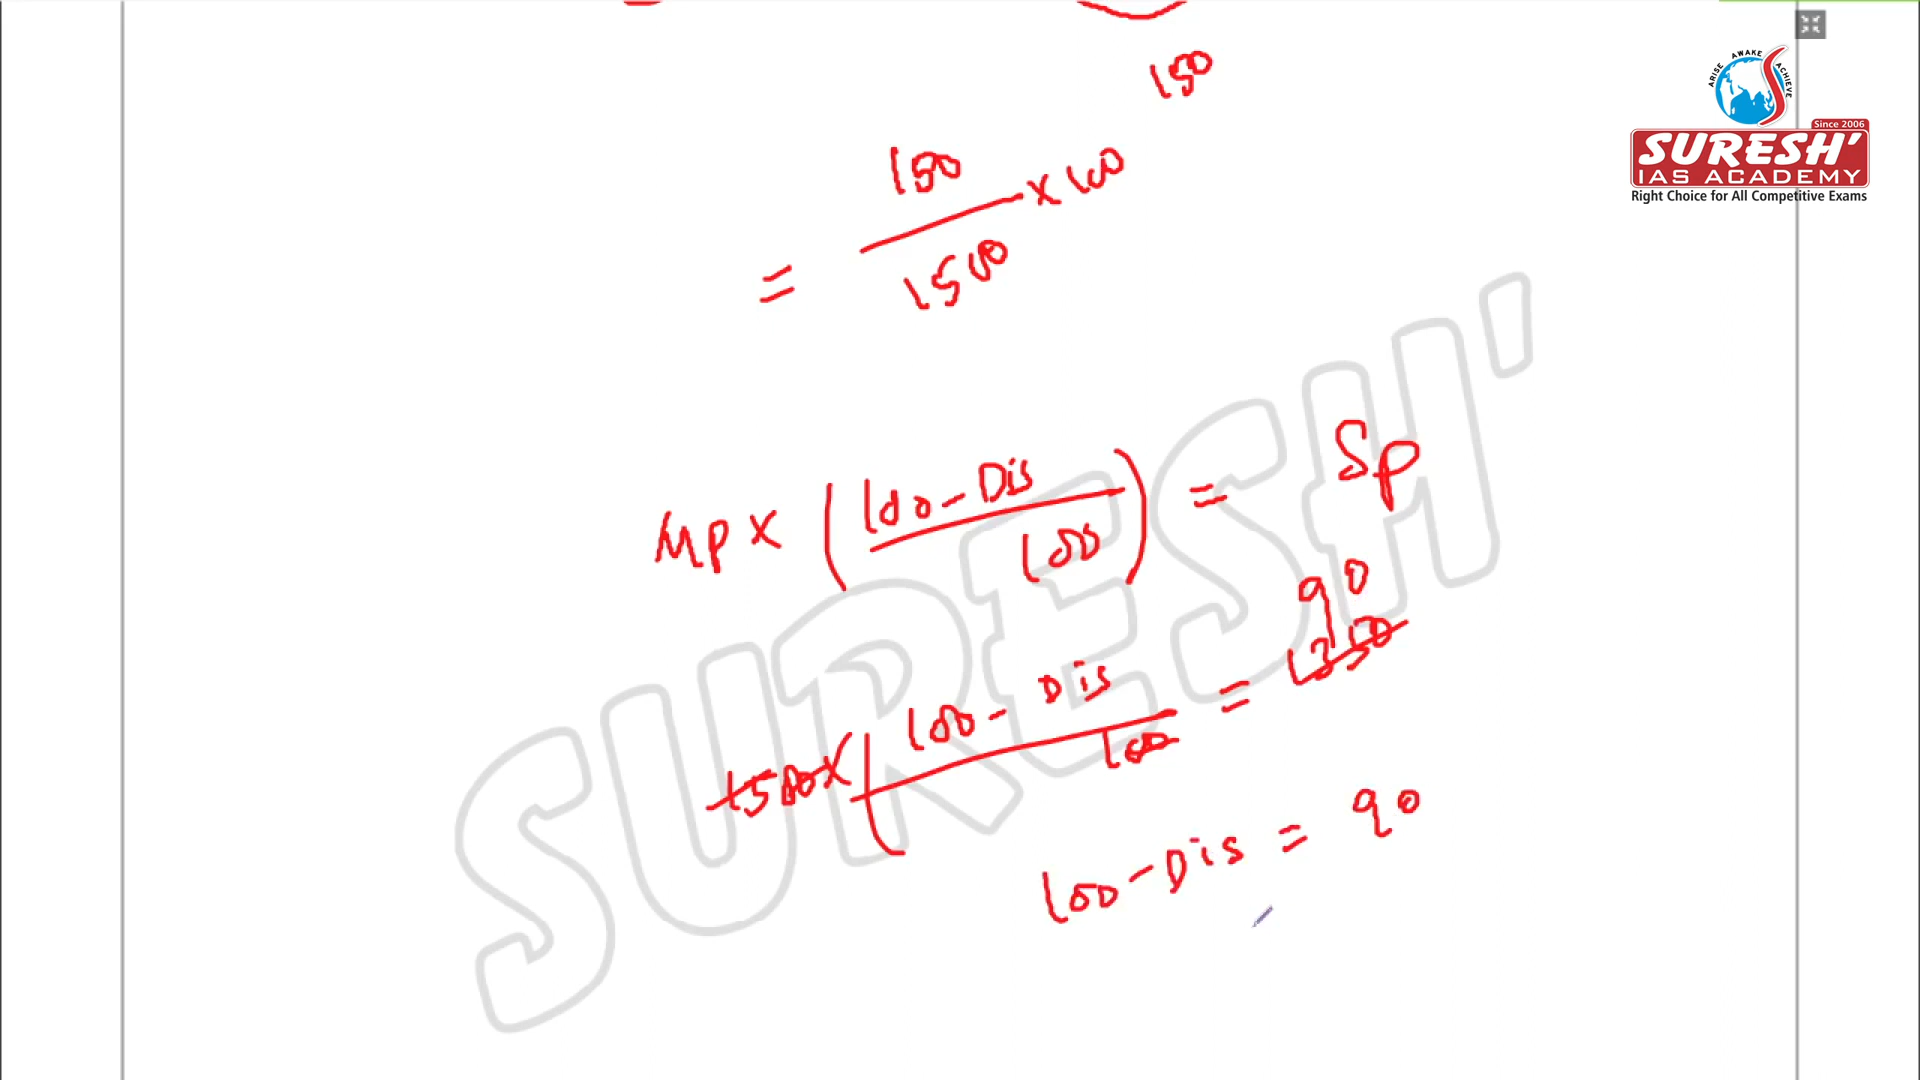 150
150
× 100
=
1500
MP × ( 100 - Dis / 100 ) = SP
90
1500 × ( 100 - Dis / 100 = 1350
100 - Dis = 90
ARISE AWAKE ACHIEVE
Since 2006
SURESH'
IAS ACADEMY
Right Choice for All Competitive Exams
SURESH'